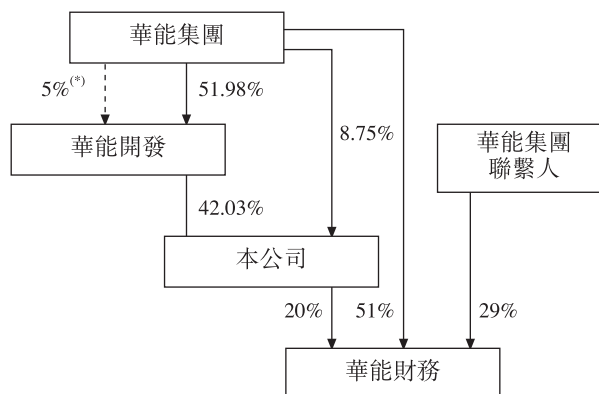 華能集團
5%(*)
51.98%
8.75%
華能開發
華能集團
聯繫人
42.03%
本公司
20%
51%
29%
華能財務